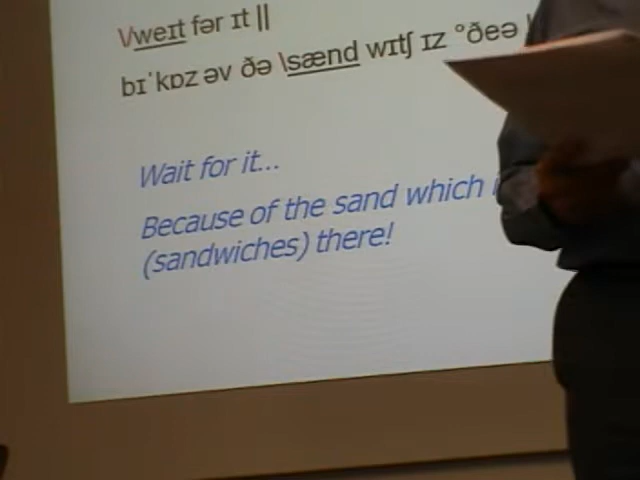 \/weɪt fər ɪt ||
bɪˈkɒz əv ðə \sænd wɪtʃ ɪz °ðeə
Wait for it...
Because of the sand which
(sandwiches) there!